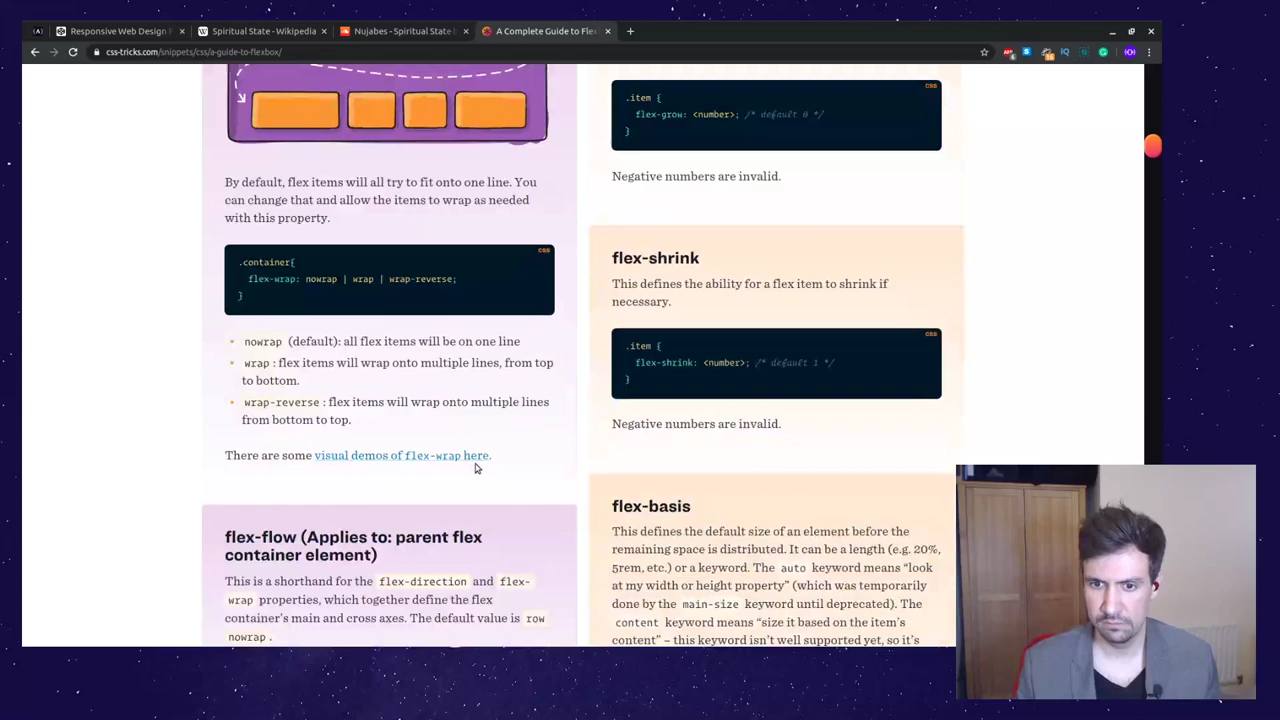 Responsive Web Design
Spiritual State - Wikipedia
Nujabes - Spiritual State
A Complete Guide to Fle
css-tricks.com/snippets/css/a-guide-to-flexbox/
By default, flex items will all try to fit onto one line. You
can change that and allow the items to wrap as needed
with this property.
CSS
.container{
flex-wrap: nowrap | wrap | wrap-reverse;
}
nowrap (default): all flex items will be on one line
wrap : flex items will wrap onto multiple lines, from top
to bottom.
wrap-reverse : flex items will wrap onto multiple lines
from bottom to top.
There are some visual demos of flex-wrap here.
flex-flow (Applies to: parent flex
container element)
This is a shorthand for the flex-direction and flex-
wrap properties, which together define the flex
container's main and cross axes. The default value is row
nowrap .
CSS
.item {
flex-grow: <number>; /* default 0 */
}
Negative numbers are invalid.
flex-shrink
This defines the ability for a flex item to shrink if
necessary.
CSS
.item {
flex-shrink: <number>; /* default 1 */
}
Negative numbers are invalid.
flex-basis
This defines the default size of an element before the
remaining space is distributed. It can be a length (e.g. 20%,
5rem, etc.) or a keyword. The auto keyword means “look
at my width or height property” (which was temporarily
done by the main-size keyword until deprecated). The
content keyword means “size it based on the item's
content” – this keyword isn't well supported yet, so it's